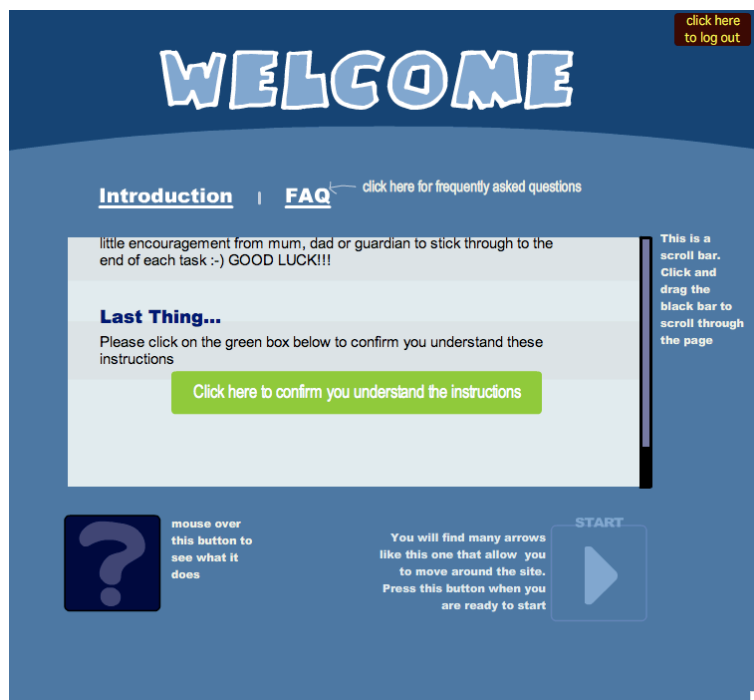 click here
to log out
WELCOME
Introduction | FAQ
click here for frequently asked questions
little encouragement from mum, dad or guardian to stick through to the
end of each task :-) GOOD LUCK!!!
Last Thing...
Please click on the green box below to confirm you understand these
instructions
Click here to confirm you understand the instructions
This is a
scroll bar.
Click and
drag the
black bar to
scroll through
the page
?
mouse over
this button to
see what it
does
You will find many arrows
like this one that allow you
to move around the site.
Press this button when you
are ready to start
START